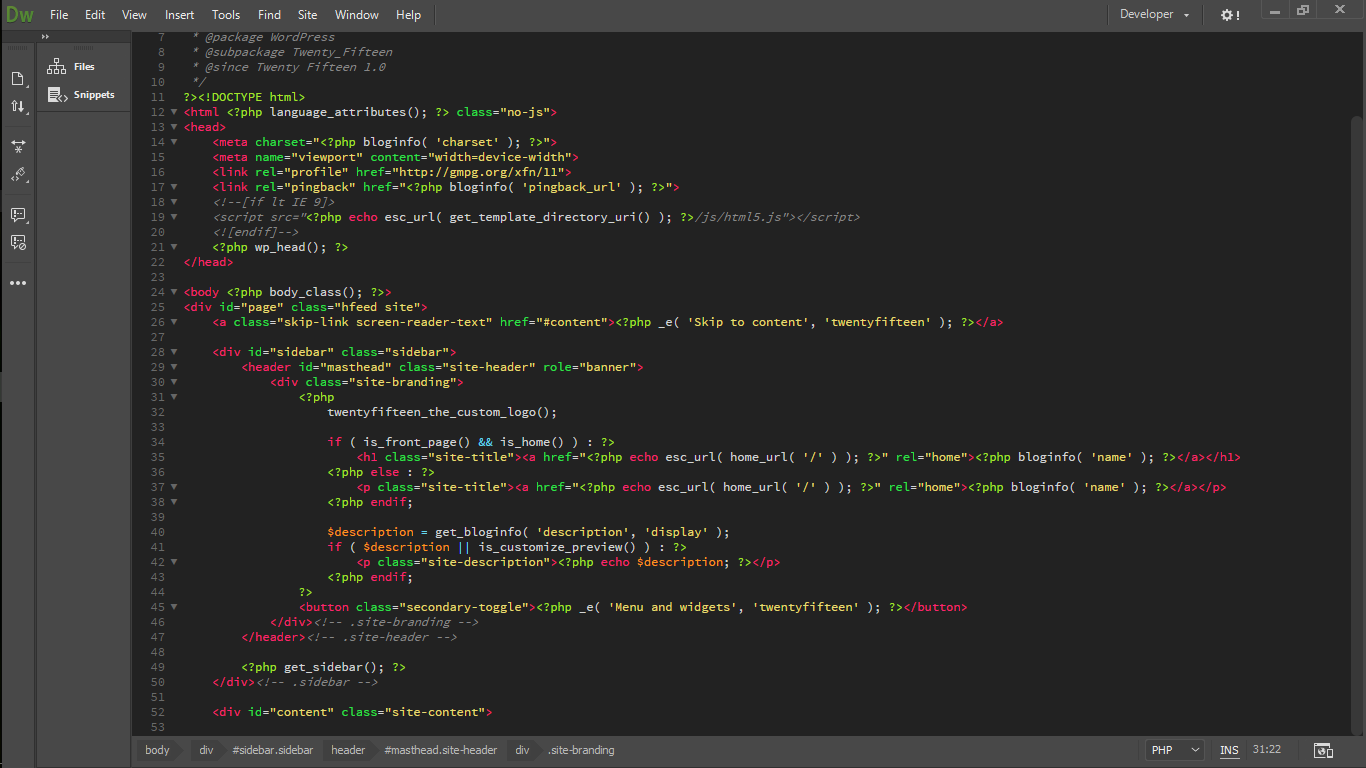 Dw File Edit View Insert Tools Find Site Window Help Developer !
Files
Snippets
7 * @package WordPress
8 * @subpackage Twenty_Fifteen
9 * @since Twenty Fifteen 1.0
10 */
11 ?><!DOCTYPE html>
12 <html <?php language_attributes(); ?> class="no-js">
13 <head>
14 <meta charset="<?php bloginfo( 'charset' ); ?>">
15 <meta name="viewport" content="width=device-width">
16 <link rel="profile" href="http://gmpg.org/xfn/11">
17 <link rel="pingback" href="<?php bloginfo( 'pingback_url' ); ?>">
18 <!--[if lt IE 9]>
19 <script src="<?php echo esc_url( get_template_directory_uri() ); ?>/js/html5.js"></script>
20 <![endif]-->
21 <?php wp_head(); ?>
22 </head>
23
24 <body <?php body_class(); ?>>
25 <div id="page" class="hfeed site">
26 <a class="skip-link screen-reader-text" href="#content"><?php _e( 'Skip to content', 'twentyfifteen' ); ?></a>
27
28 <div id="sidebar" class="sidebar">
29 <header id="masthead" class="site-header" role="banner">
30 <div class="site-branding">
31 <?php
32 twentyfifteen_the_custom_logo();
33
34 if ( is_front_page() && is_home() ) : ?>
35 <h1 class="site-title"><a href="<?php echo esc_url( home_url( '/' ) ); ?>" rel="home"><?php bloginfo( 'name' ); ?></a></h1>
36 <?php else : ?>
37 <p class="site-title"><a href="<?php echo esc_url( home_url( '/' ) ); ?>" rel="home"><?php bloginfo( 'name' ); ?></a></p>
38 <?php endif;
39
40 $description = get_bloginfo( 'description', 'display' );
41 if ( $description || is_customize_preview() ) : ?>
42 <p class="site-description"><?php echo $description; ?></p>
43 <?php endif;
44 ?>
45 <button class="secondary-toggle"><?php _e( 'Menu and widgets', 'twentyfifteen' ); ?></button>
46 </div><!-- .site-branding -->
47 </header><!-- .site-header -->
48
49 <?php get_sidebar(); ?>
50 </div><!-- .sidebar -->
51
52 <div id="content" class="site-content">
53
body div #sidebar.sidebar header #masthead.site-header div .site-branding PHP INS 31:22